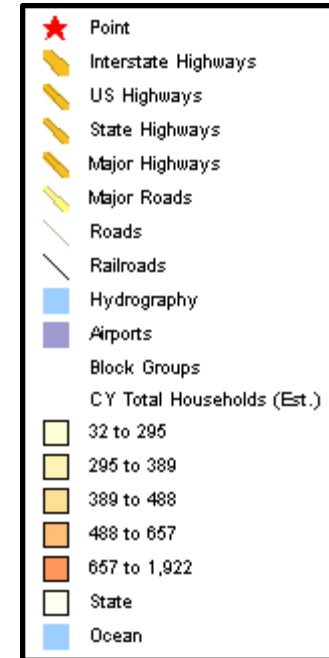 Point
Interstate Highways
US Highways
State Highways
Major Highways
Major Roads
Roads
Railroads
Hydrography
Airports
Block Groups
CY Total Households (Est.)
32 to 295
295 to 389
389 to 488
488 to 657
657 to 1,922
State
Ocean